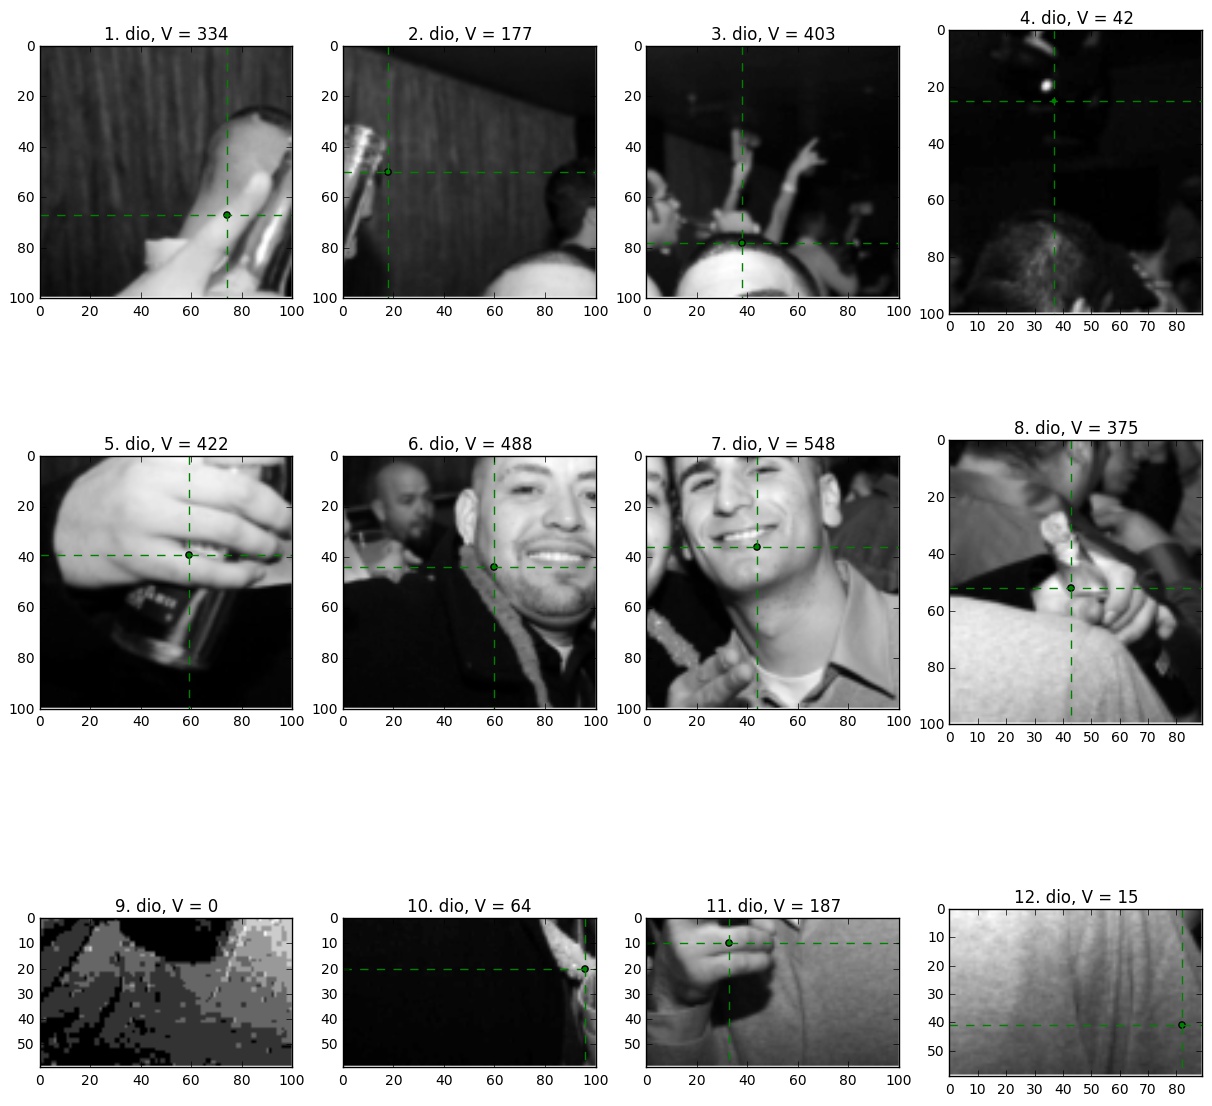 1. dio, V = 334
2. dio, V = 177
3. dio, V = 403
4. dio, V = 42
0 20 40 60 80 100
0 20 40 60 80 100
0 20 40 60 80 100
0 20 40 60 80 100
0 20 40 60 80 100
0 20 40 60 80 100
0 20 40 60 80 100
0 10 20 30 40 50 60 70 80
5. dio, V = 422
6. dio, V = 488
7. dio, V = 548
8. dio, V = 375
0 20 40 60 80 100
0 20 40 60 80 100
0 20 40 60 80 100
0 20 40 60 80 100
0 20 40 60 80 100
0 20 40 60 80 100
0 20 40 60 80 100
0 10 20 30 40 50 60 70 80
9. dio, V = 0
10. dio, V = 64
11. dio, V = 187
12. dio, V = 15
0 10 20 30 40 50
0 10 20 30 40 50
0 10 20 30 40 50
0 10 20 30 40 50
0 20 40 60 80 100
0 20 40 60 80 100
0 20 40 60 80 100
0 10 20 30 40 50 60 70 80